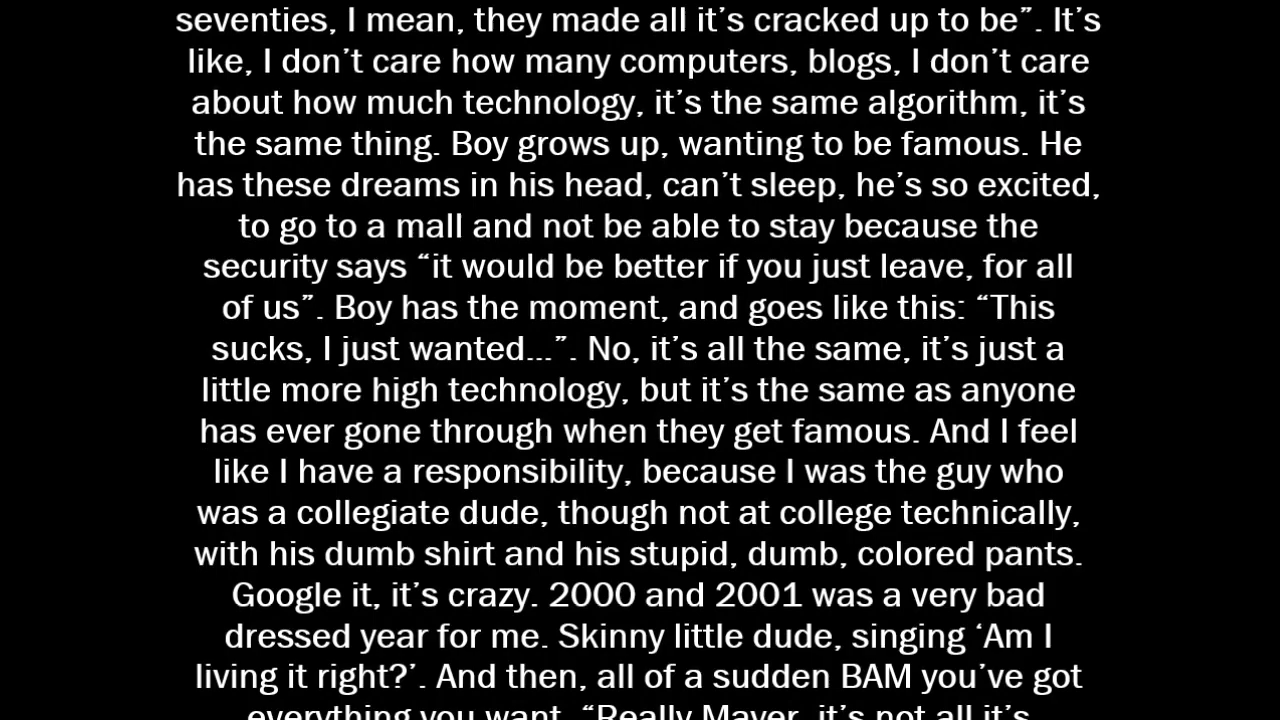 seventies, I mean, they made all it’s cracked up to be”. It’s
like, I don’t care how many computers, blogs, I don’t care
about how much technology, it’s the same algorithm, it’s
the same thing. Boy grows up, wanting to be famous. He
has these dreams in his head, can’t sleep, he’s so excited,
to go to a mall and not be able to stay because the
security says “it would be better if you just leave, for all
of us”. Boy has the moment, and goes like this: “This
sucks, I just wanted...”. No, it’s all the same, it’s just a
little more high technology, but it’s the same as anyone
has ever gone through when they get famous. And I feel
like I have a responsibility, because I was the guy who
was a collegiate dude, though not at college technically,
with his dumb shirt and his stupid, dumb, colored pants.
Google it, it’s crazy. 2000 and 2001 was a very bad
dressed year for me. Skinny little dude, singing ‘Am I
living it right?’. And then, all of a sudden BAM you’ve got
everything you want. “Really Mayer, it’s not all it’s